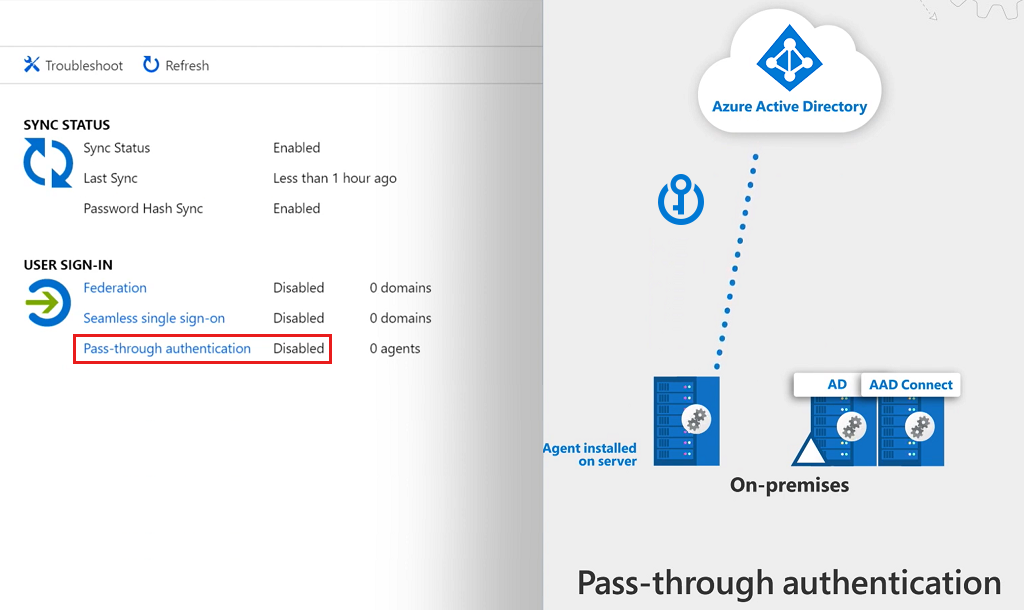 Troubleshoot Refresh
SYNC STATUS
Sync Status Enabled
Last Sync Less than 1 hour ago
Password Hash Sync Enabled
USER SIGN-IN
Federation Disabled 0 domains
Seamless single sign-on Disabled 0 domains
Pass-through authentication Disabled 0 agents
Azure Active Directory
AD AAD Connect
Agent installed
on server
On-premises
Pass-through authentication